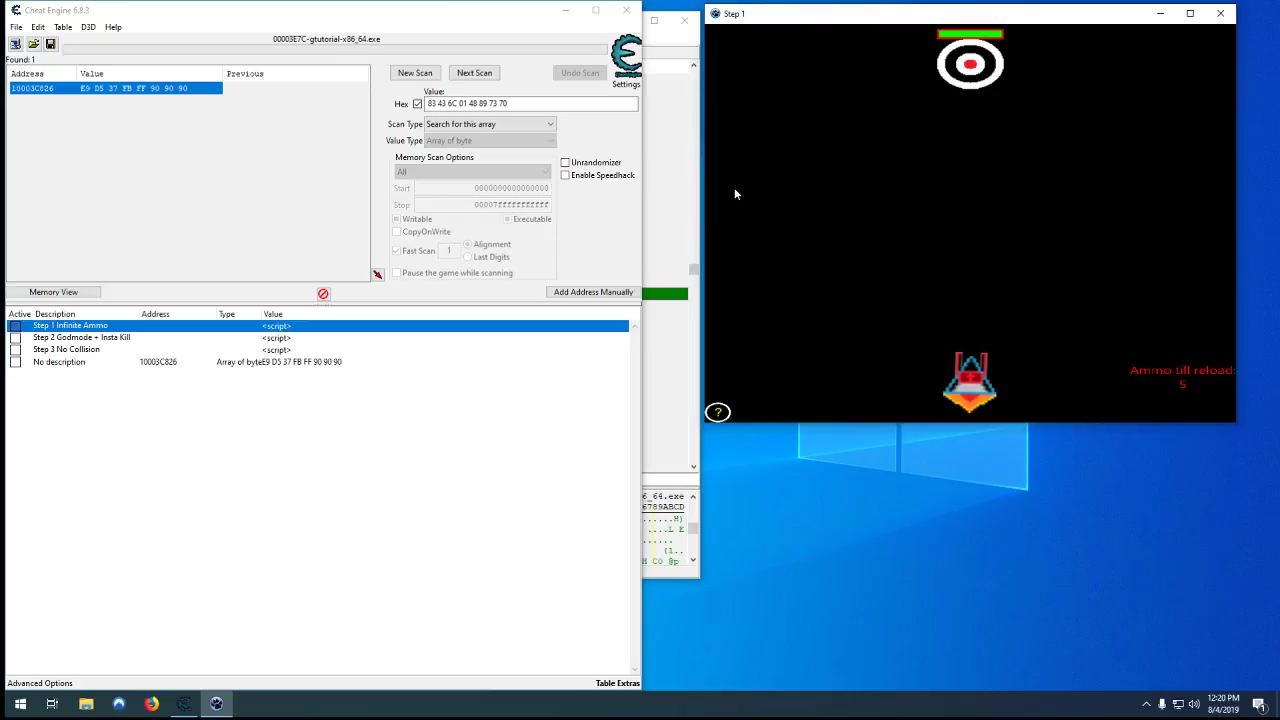 Cheat Engine 6.8.3
File Edit Table D3D Help
00003E7C-gtutorial-x86_64.exe
Found: 1
Address Value Previous
10003C826 E9 D5 37 FB FF 90 90 90
New Scan Next Scan Undo Scan
Settings
Value:
Hex 83 43 6C 01 48 89 73 70
Scan Type Search for this array
Value Type Array of byte
Memory Scan Options
All
Start 0000000000000000
Stop 00007fffffffffff
Writable Executable
CopyOnWrite
Fast Scan 1 Alignment
Last Digits
Pause the game while scanning
Unrandomizer
Enable Speedhack
Memory View Add Address Manually
Active Description Address Type Value
Step 1 Infinite Ammo <script>
Step 2 Godmode + Insta Kill <script>
Step 3 No Collision <script>
No description 10003C826 Array of byte E9 D5 37 FB FF 90 90 90
Advanced Options Table Extras
6_64.exe
6789ABCD
......H)
....L E
......
{l..
H C0 @p
Step 1
Ammo till reload:
5
?
12:20 PM
8/4/2019
1